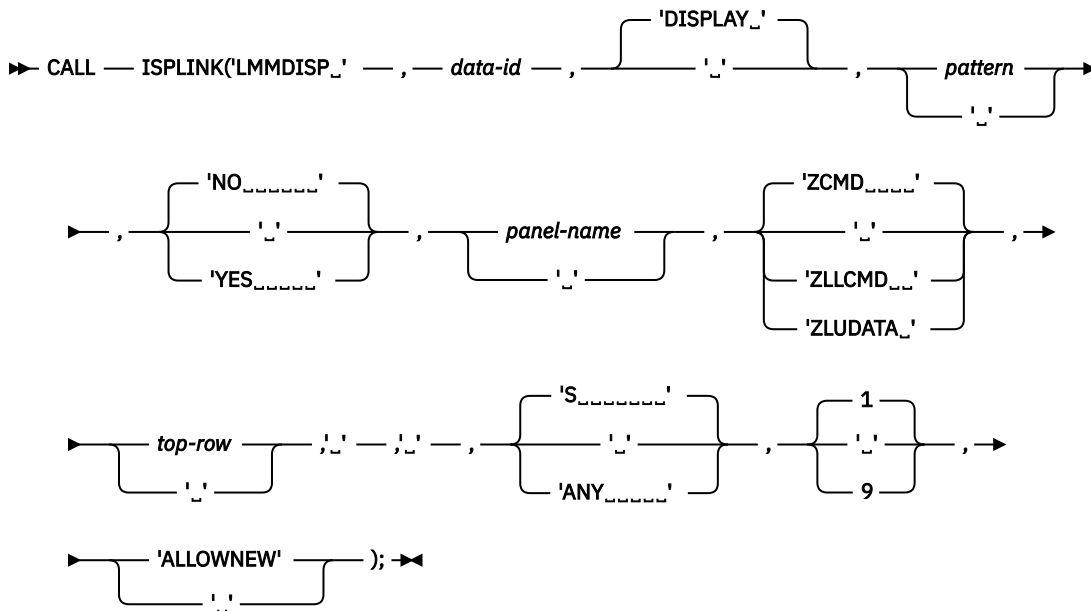 'DISPLAY␣'
CALL ISPLINK('LMMDISP␣' , data-id , '␣' , pattern
'␣'
'NO␣␣␣␣␣␣' 'ZCMD␣␣␣␣'
, '␣' , panel-name , '␣' ,
'YES␣␣␣␣␣' '␣' 'ZLLCMD␣␣'
'ZLUDATA␣'
'S␣␣␣␣␣␣␣' 1
top-row ,'␣' ,'␣' , '␣' , '␣' ,
'␣' 'ANY␣␣␣␣␣' 9
'ALLOWNEW' );
'␣'